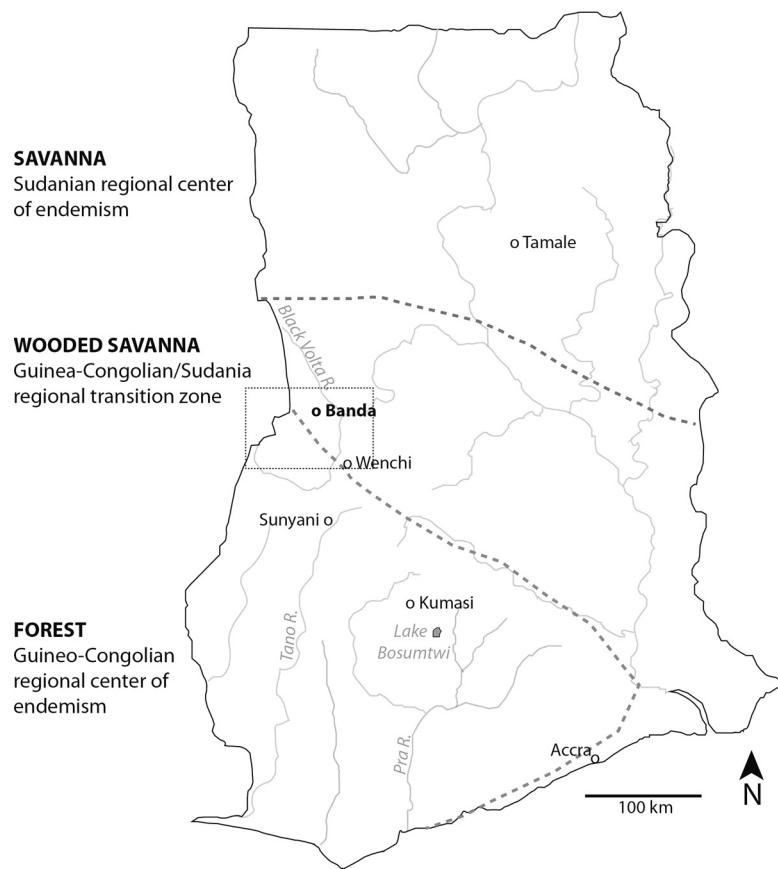 SAVANNA
Sudanian regional center
of endemism
o Tamale
Black Volta R.
WOODED SAVANNA
Guinea-Congolian/Sudania
regional transition zone
o Banda
o Wenchi
Sunyani o
o Kumasi
Lake
Bosumtwi
Tano R.
FOREST
Guineo-Congolian
regional center of
endemism
Pra R.
Accra
N
100 km